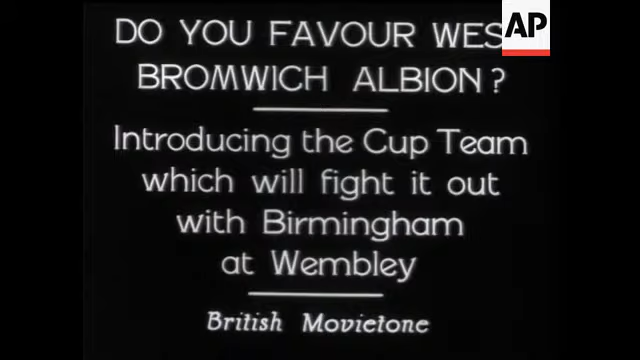 DO YOU FAVOUR WES
BROMWICH ALBION?
Introducing the Cup Team
which will fight it out
with Birmingham
at Wembley
British Movietone
AP